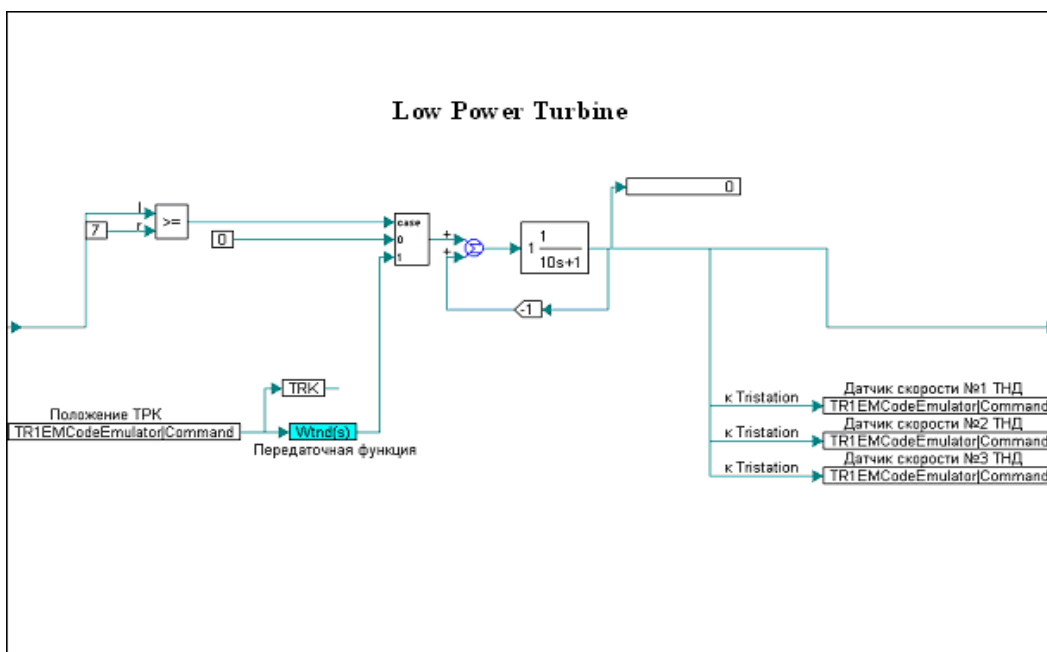 Low Power Turbine
0
l
>=
7
r
case
0
0
1
+
+
Σ
1 1
10s+1
-1
TRK
Положение ТРК
TR1EMCodeEmulator|Command
Wtnd(s)
Передаточная функция
Датчик скорости №1 ТНД
к Tristation
TR1EMCodeEmulator|Command
Датчик скорости №2 ТНД
к Tristation
TR1EMCodeEmulator|Command
Датчик скорости №3 ТНД
к Tristation
TR1EMCodeEmulator|Command